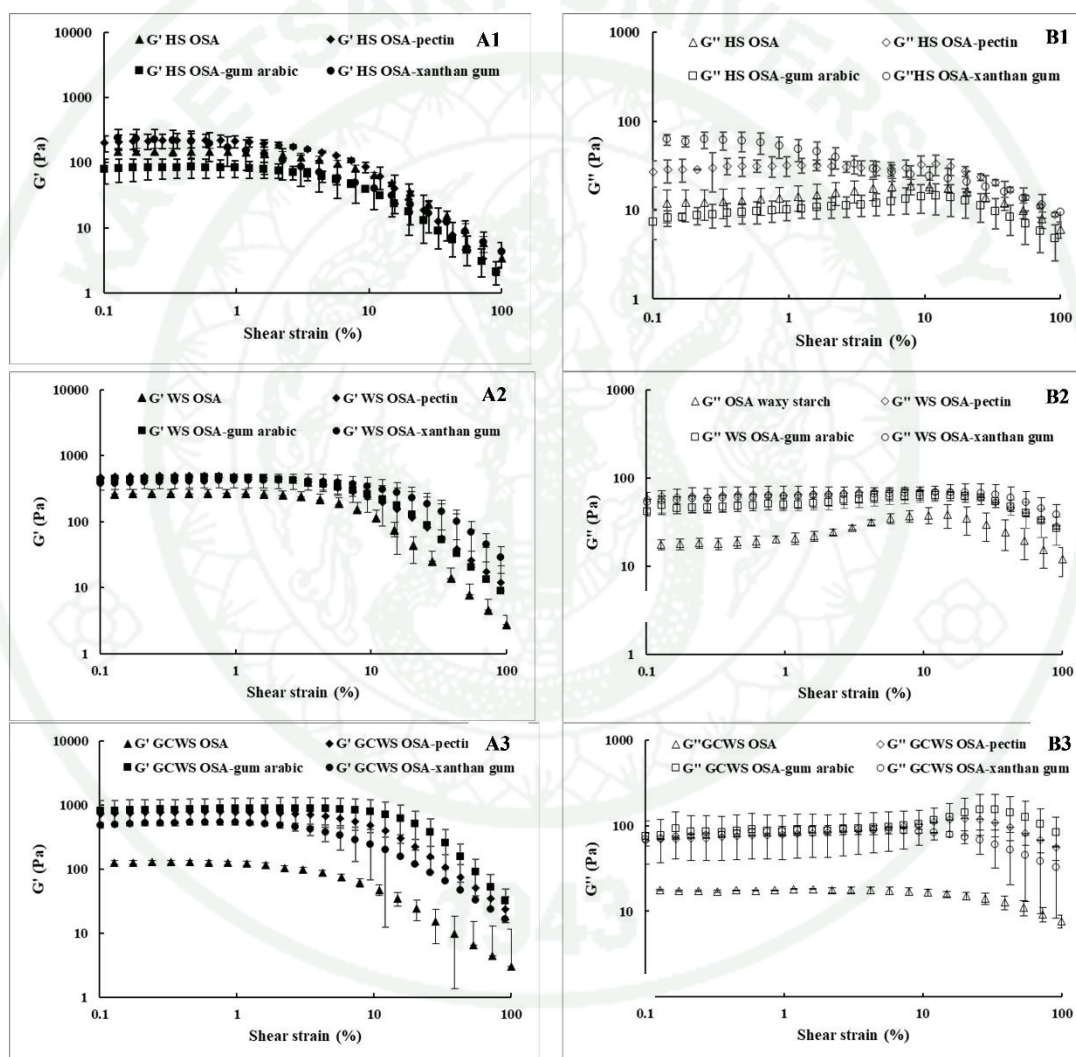 10000
▲G' HS OSA ◆G' HS OSA-pectin A1
■G' HS OSA-gum arabic ●G' HS OSA-xanthan gum
1000
100
10
1
G' (Pa)
0.1 1 10 100
Shear strain (%)
1000
△G'' HS OSA ◇G'' HS OSA-pectin B1
□G'' HS OSA-gum arabic ○G''HS OSA-xanthan gum
100
10
1
G'' (Pa)
0.1 1 10 100
Shear strain (%)
10000
▲G' WS OSA ◆G' WS OSA-pectin A2
■G' WS OSA-gum arabic ●G' WS OSA-xanthan gum
1000
100
10
1
G' (Pa)
0.1 1 10 100
Shear strain (%)
1000
△G'' OSA waxy starch ◇G'' WS OSA-pectin B2
□G'' WS OSA-gum arabic ○G'' WS OSA-xanthan gum
100
10
1
G'' (Pa)
0.1 1 10 100
Shear strain (%)
10000
▲G' GCWS OSA ◆G' GCWS OSA-pectin A3
■G' GCWS OSA-gum arabic ●G' GCWS OSA-xanthan gum
1000
100
10
1
G' (Pa)
0.1 1 10 100
Shear strain (%)
1000
△G''GCWS OSA ◇G'' GCWS OSA-pectin B3
□G'' GCWS OSA-gum arabic ○G'' GCWS OSA-xanthan gum
100
10
1
G'' (Pa)
0.1 1 10 100
Shear strain (%)
KASETSART UNIVERSITY
1943